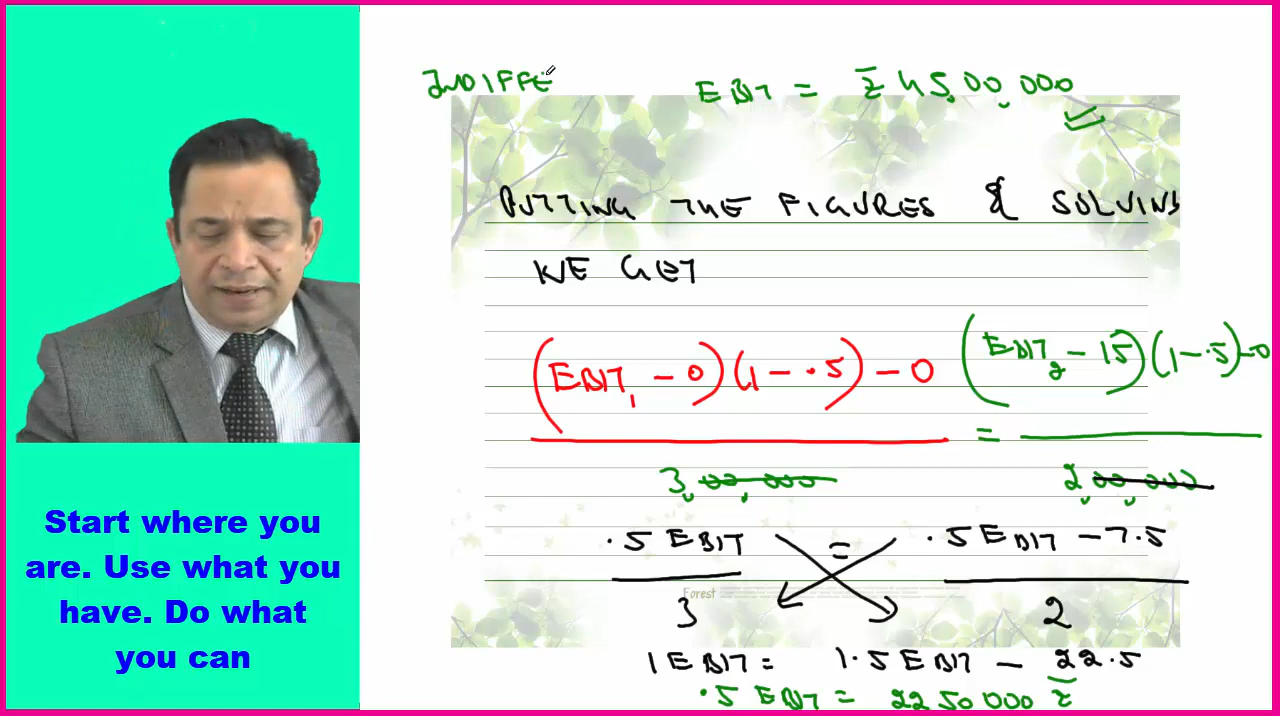 INDIFFE
EBIT = ₹ 45,00,000
PUTTING THE FIGURES & SOLVING
WE GET
(EBIT₁ - 0)(1 - .5) - 0 = (EBIT₂ - 15)(1 - .5) - 0
3,00,000 2,00,000
.5 EBIT = .5 EBIT - 7.5
3 2
Forest
1 EBIT = 1.5 EBIT - 22.5
.5 EBIT = 22 50 000 ₹
Start where you
are. Use what you
have. Do what
you can